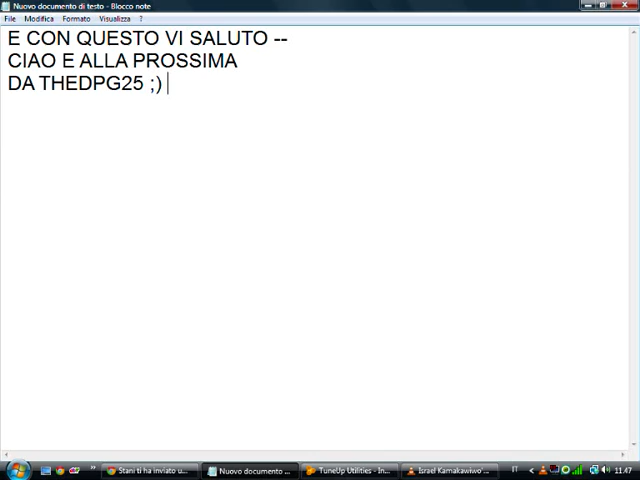 Nuovo documento di testo - Blocco note
File Modifica Formato Visualizza ?
E CON QUESTO VI SALUTO --
CIAO E ALLA PROSSIMA
DA THEDPG25 ;)
Stani ti ha inviato u... Nuovo documento ... TuneUp Utilities - In... Israel Kamakawiwo'... IT 11.47